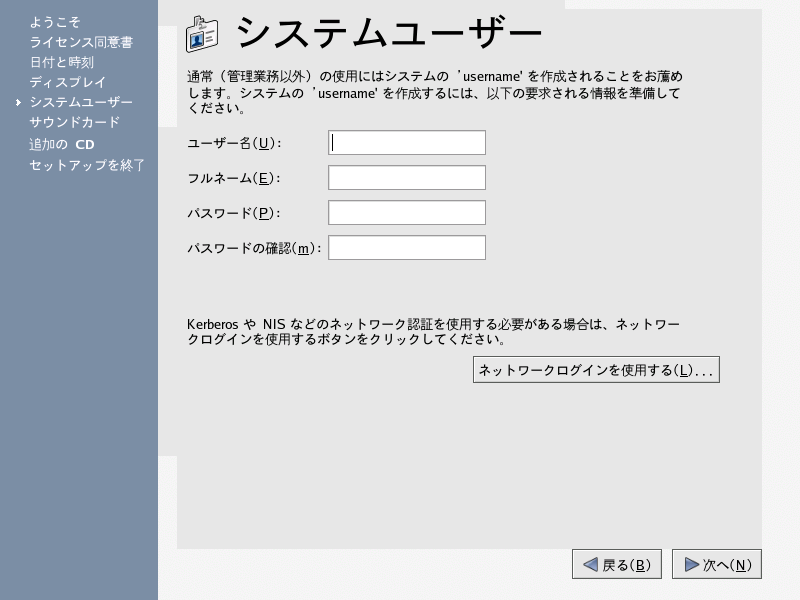 ようこそ
ライセンス同意書
日付と時刻
ディスプレイ
システムユーザー
サウンドカード
追加の CD
セットアップを終了
システムユーザー
通常（管理業務以外）の使用にはシステムの ’username' を作成されることをお薦め
します。システムの ’username' を作成するには、以下の要求される情報を準備して
ください。
ユーザー名(U):
フルネーム(E):
パスワード(P):
パスワードの確認(m):
Kerberos や NIS などのネットワーク認証を使用する必要がある場合は、ネットワー
クログインを使用するボタンをクリックしてください。
ネットワークログインを使用する(L)...
戻る(B)
次へ(N)